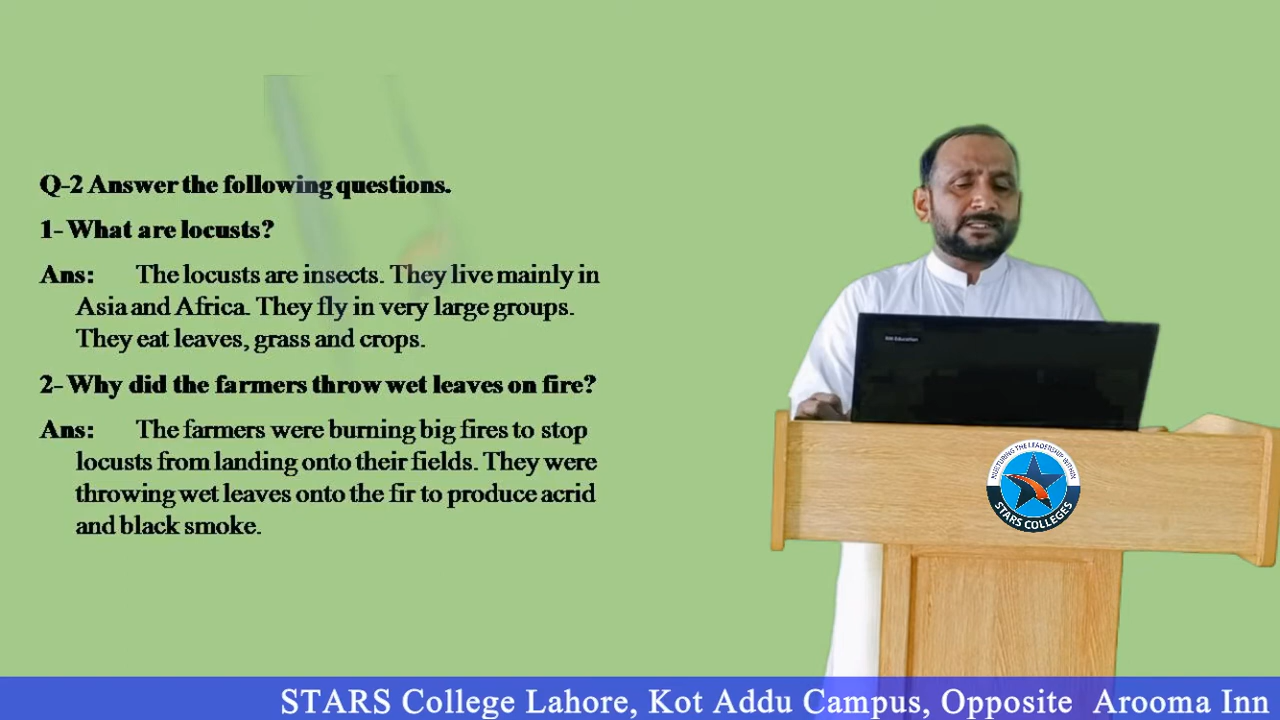 Q-2 Answer the following questions.
1- What are locusts?
Ans: The locusts are insects. They live mainly in
Asia and Africa. They fly in very large groups.
They eat leaves, grass and crops.
2- Why did the farmers throw wet leaves on fire?
Ans: The farmers were burning big fires to stop
locusts from landing onto their fields. They were
throwing wet leaves onto the fir to produce acrid
and black smoke.
NURTURING THE LEADERSHIP WITHIN
STARS COLLEGES
STARS College Lahore, Kot Addu Campus, Opposite Arooma Inn